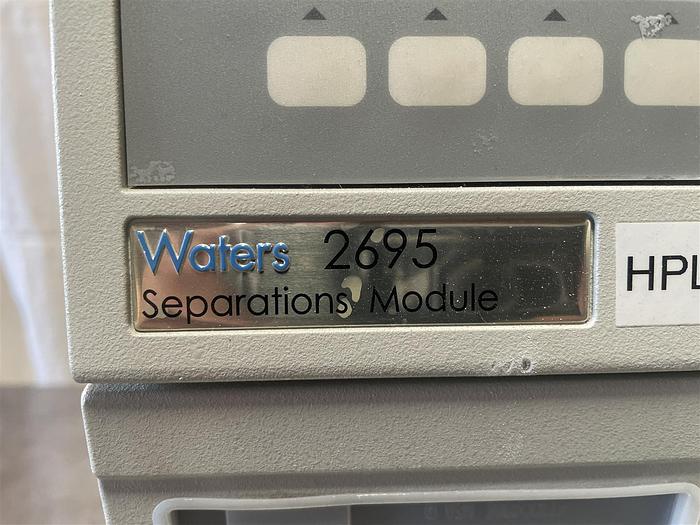 Waters 2695
Separations Module
HPL